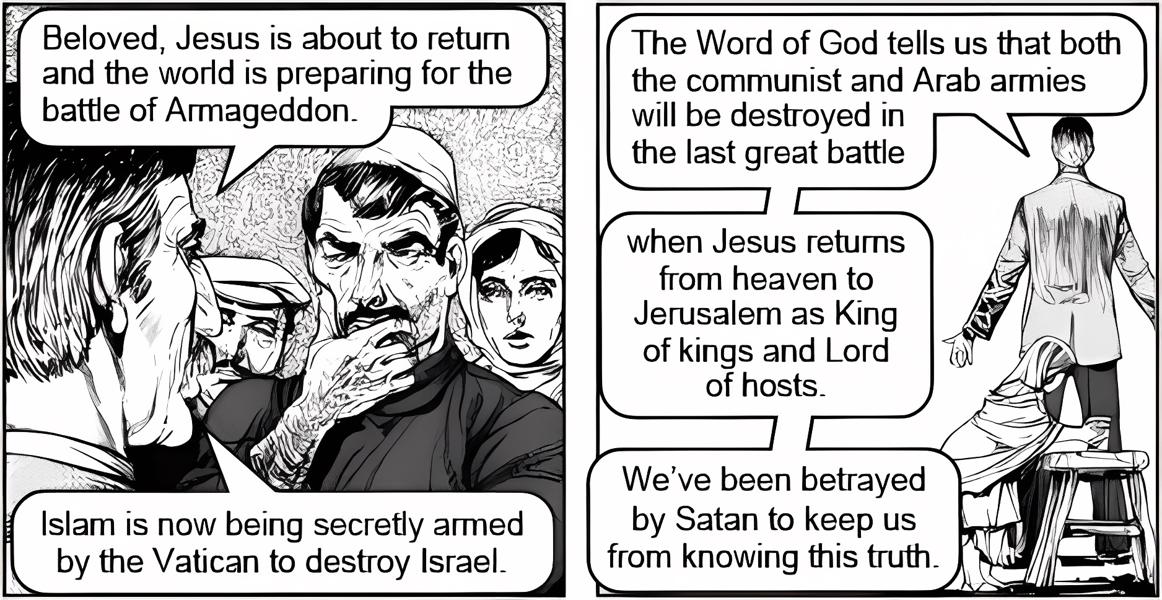 Beloved, Jesus is about to return
and the world is preparing for the
battle of Armageddon.
Islam is now being secretly armed
by the Vatican to destroy Israel.
The Word of God tells us that both
the communist and Arab armies
will be destroyed in
the last great battle
when Jesus returns
from heaven to
Jerusalem as King
of kings and Lord
of hosts.
We've been betrayed
by Satan to keep us
from knowing this truth.